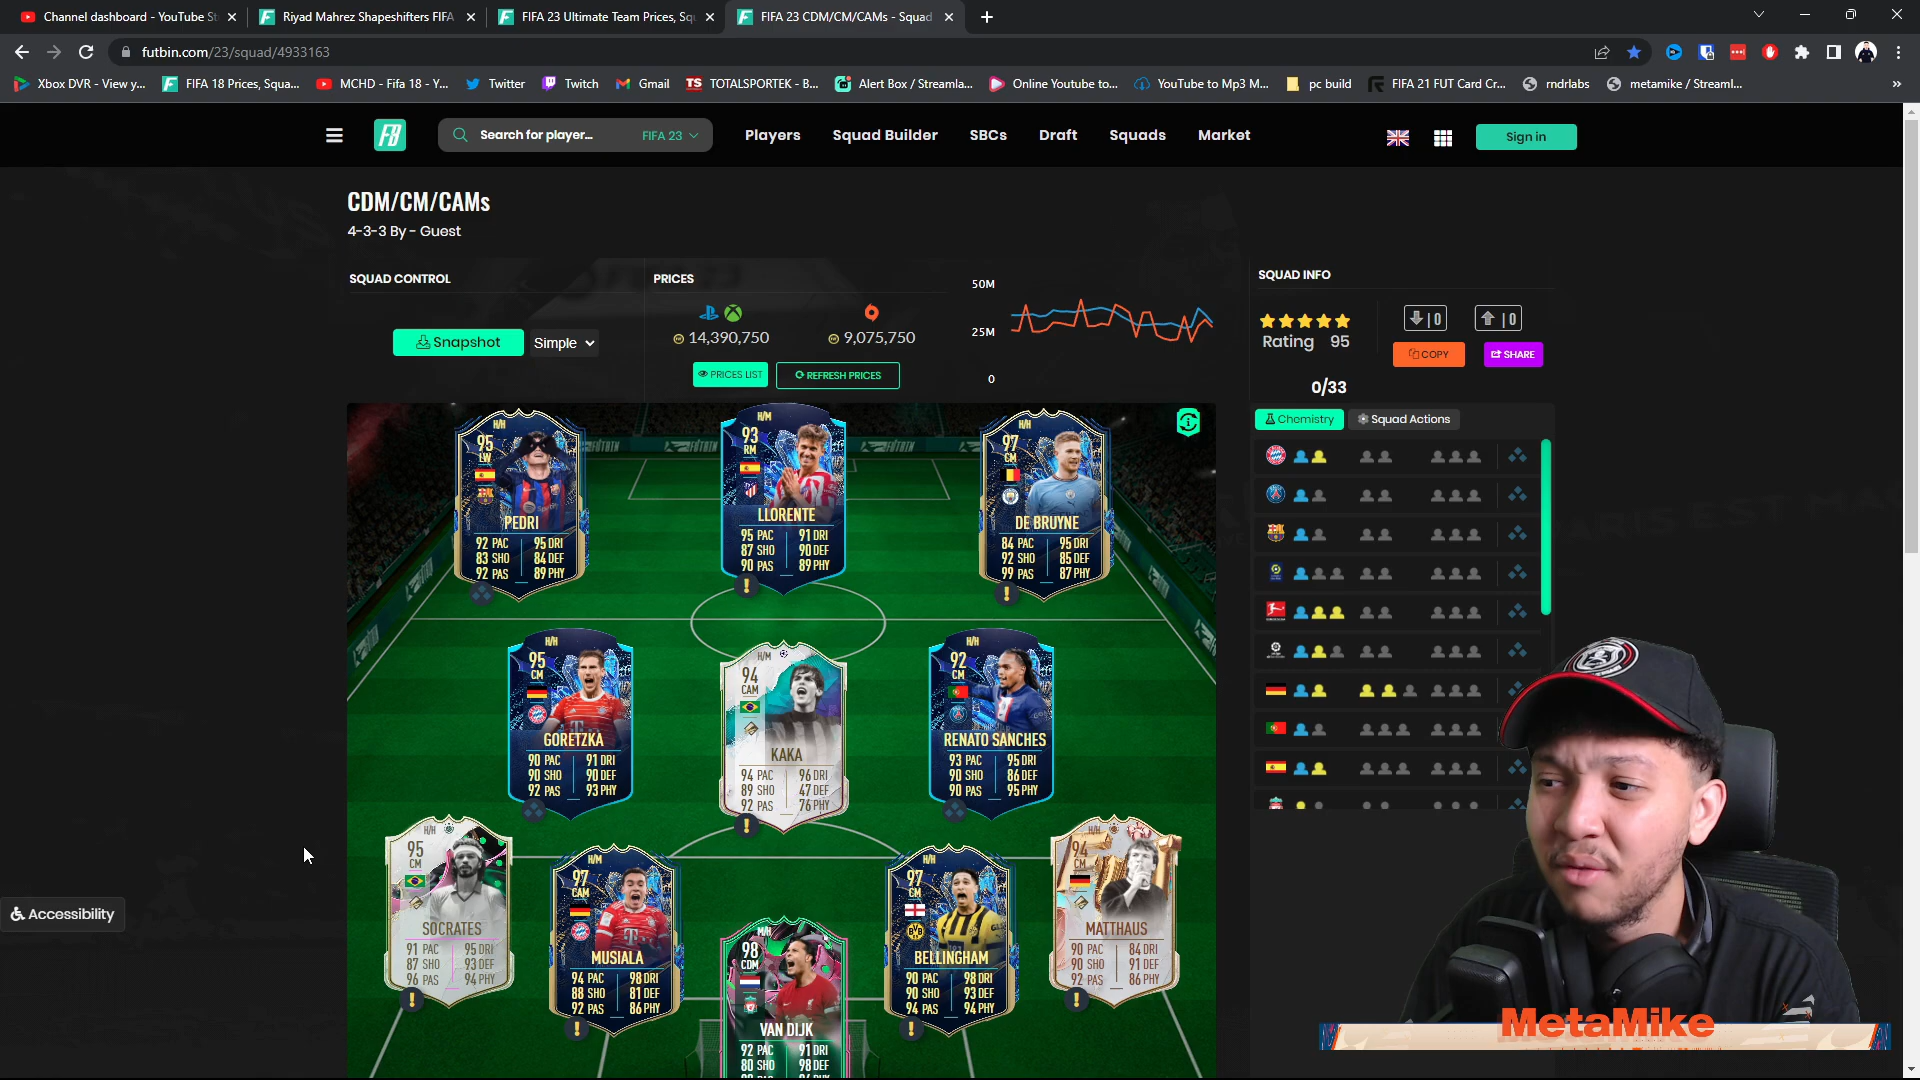 Channel dashboard - YouTube St
Riyad Mahrez Shapeshifters FIFA
FIFA 23 Ultimate Team Prices, Squ
FIFA 23 CDM/CM/CAMs - Squad
futbin.com/23/squad/4933163
Xbox DVR - View y...
FIFA 18 Prices, Squa...
MCHD - Fifa 18 - Y...
Twitter
Twitch
Gmail
TS TOTALSPORTEK - B...
Alert Box / Streamla...
Online Youtube to...
YouTube to Mp3 M...
pc build
FIFA 21 FUT Card Cr...
rndrlabs
metamike / Streaml...
FB
Search for player...
FIFA 23
Players
Squad Builder
SBCs
Draft
Squads
Market
Sign in
CDM/CM/CAMs
4-3-3 By - Guest
SQUAD CONTROL
Snapshot
Simple
PRICES
14,390,750
9,075,750
PRICES LIST
REFRESH PRICES
50M
25M
0
SQUAD INFO
Rating 95
| 0
| 0
COPY
SHARE
0/33
Chemistry
Squad Actions
H/H
95
LW
PEDRI
92 PAC 95 DRI
83 SHO 84 DEF
92 PAS 89 PHY
H/M
93
RM
LLORENTE
95 PAC 91 DRI
87 SHO 90 DEF
90 PAS 89 PHY
H/H
97
CM
DE BRUYNE
84 PAC 95 DRI
92 SHO 85 DEF
99 PAS 87 PHY
H/H
95
CM
GORETZKA
90 PAC 91 DRI
90 SHO 90 DEF
92 PAS 93 PHY
H/M
94
CAM
KAKA
94 PAC 96 DRI
89 SHO 47 DEF
92 PAS 76 PHY
H/H
92
CM
RENATO SANCHES
93 PAC 95 DRI
90 SHO 86 DEF
90 PAS 95 PHY
H/H
95
CM
SOCRATES
91 PAC 95 DRI
87 SHO 93 DEF
96 PAS 94 PHY
H/M
97
CAM
MUSIALA
94 PAC 98 DRI
88 SHO 81 DEF
92 PAS 86 PHY
M/H
98
CDM
VAN DIJK
92 PAC 91 DRI
80 SHO 98 DEF
H/H
97
CM
BELLINGHAM
90 PAC 98 DRI
90 SHO 93 DEF
94 PAS 94 PHY
H/H
94
CM
MATTHAUS
90 PAC 84 DRI
90 SHO 91 DEF
92 PAS 86 PHY
Accessibility
MetaMike